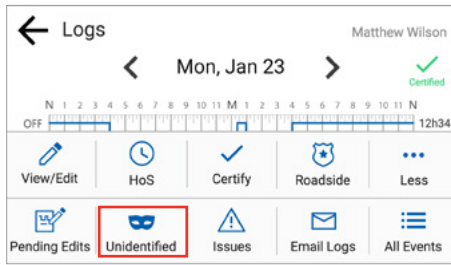 Logs Matthew Wilson
Mon, Jan 23
Certified
N 1 2 3 4 5 6 7 8 9 10 11 M 1 2 3 4 5 6 7 8 9 10 11 N
OFF 12h34
View/Edit HoS Certify Roadside Less
Pending Edits Unidentified Issues Email Logs All Events